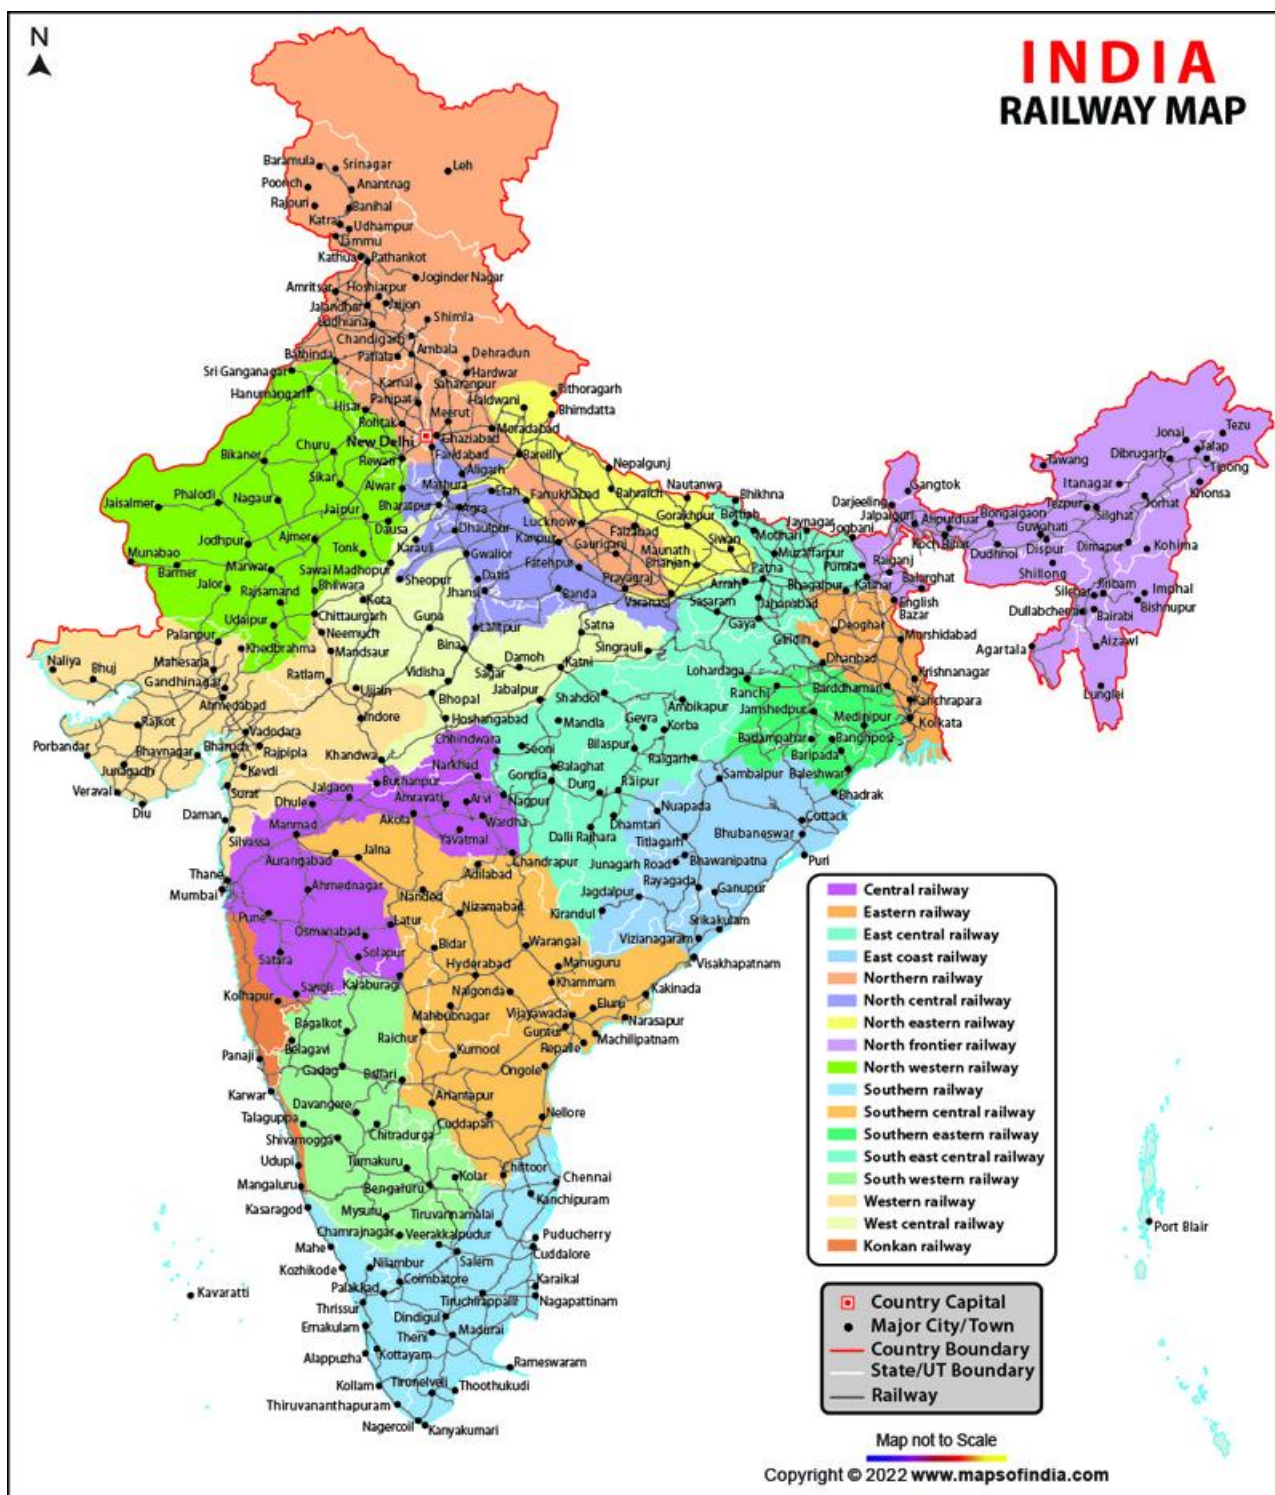 N
INDIA
RAILWAY MAP
Baramula
Srinagar
Leh
Poonch
Anantnag
Rajouri
Banihal
Katra
Udhampur
Jammu
Kathua
Pathankot
Joginder Nagar
Amritsar
Hoshiarpur
Jalandhar
Jaijon
Ludhiana
Shimla
Chandigarh
Bathinda
Patiala
Ambala
Dehradun
Sri Ganganagar
Hardwar
Hanumangarh
Karnal
Saharanpur
Pithoragarh
Hisar
Panipat
Haldwani
Rohtak
Meerut
Bhimdatta
New Delhi
Ghaziabad
Moradabad
Churu
Faridabad
Bareilly
Bikaner
Rewari
Aligarh
Nepalgunj
Sikar
Alwar
Mathura
Etah
Farrukhabad
Bahraich
Nautanwa
Jaisalmer
Phalodi
Nagaur
Jaipur
Bharatpur
Agra
Lucknow
Gorakhpur
Bhikhna
Bettiah
Dausa
Dhaulpur
Kanpur
Faizabad
Motihari
Jaynagar
Jogbani
Jodhpur
Ajmer
Karauli
Gauriganj
Siwan
Munabao
Tonk
Gwalior
Maunath
Bhanjan
Muzaffarpur
Barmer
Marwar
Sawai Madhopur
Fatehpur
Purnia
Jalor
Bhilwara
Sheopur
Datia
Prayagraj
Arrah
Patna
Bhagalpur
Katihar
Rajsamand
Kota
Jhansi
Banda
Varanasi
Sasaram
Jahanabad
Udaipur
Chittaurgarh
Guna
Lalitpur
Satna
Gaya
Deoghar
Palanpur
Neemuch
Khedbrahma
Mandsaur
Bina
Singrauli
Giridih
Murshidabad
Naliya
Bhuj
Mahesana
Vidisha
Sagar
Damoh
Katni
Lohardaga
Dhanbad
Krishnanagar
Gandhinagar
Ratlam
Ujjain
Jabalpur
Shahdol
Ranchi
Barddhaman
Ahmedabad
Bhopal
Ambikapur
Jamshedpur
Kanchrapara
Rajkot
Indore
Hoshangabad
Mandla
Gevra
Korba
Medinipur
Kolkata
Porbandar
Vadodara
Chhindwara
Badampahar
Banghposi
Bhavnagar
Bharuch
Rajpipla
Khandwa
Seoni
Bilaspur
Baripada
Junagadh
Kevdi
Narkhed
Balaghat
Raigarh
Baleshwar
Veraval
Surat
Burhanpur
Gondia
Durg
Raipur
Sambalpur
Bhadrak
Diu
Daman
Jalgaon
Dhule
Amravati
Arvi
Nagpur
Nuapada
Silvassa
Manmad
Akola
Wardha
Dhamtari
Cottack
Yavatmal
Dalli Rajhara
Titlagarh
Bhubaneswar
Aurangabad
Jalna
Chandrapur
Junagarh Road
Bhawanipatna
Puri
Thane
Adilabad
Mumbai
Ahmednagar
Nanded
Jagdalpur
Rayagada
Ganupur
Pune
Latur
Nizamabad
Kirandul
Srikakulam
Osmanabad
Bidar
Warangal
Vizianagaram
Satara
Solapur
Hyderabad
Manuguru
Visakhapatnam
Sangli
Kalaburagi
Khammam
Kolhapur
Nalgonda
Kakinada
Bagalkot
Mahbubnagar
Vijayawada
Eluru
Narasapur
Belagavi
Raichur
Guntur
Machilipatnam
Panaji
Kurnool
Repalle
Gadag
Ballari
Ongole
Karwar
Anantapur
Davangere
Nellore
Talaguppa
Cuddapah
Shivamogga
Chitradurga
Udupi
Tumakuru
Kolar
Chittoor
Chennai
Mangaluru
Bengaluru
Kanchipuram
Kasaragod
Mysuru
Tiruvannamalai
Chamrajnagar
Veerakkalpudur
Puducherry
Mahe
Cuddalore
Nilambur
Salem
Kozhikode
Coimbatore
Karaikal
Kavaratti
Palakkad
Tiruchirappalli
Nagapattinam
Thrissur
Dindigul
Ernakulam
Theni
Madurai
Alappuzha
Kottayam
Rameswaram
Kollam
Tirunelveli
Thoothukudi
Thiruvananthapuram
Nagercoil
Kanyakumari
Port Blair
Tezu
Jonai
Talap
Dibrugarh
Tawang
Tipong
Itanagar
Khonsa
Gangtok
Jorhat
Darjeeling
Tezpur
Silghat
Jalpaiguri
Alipurduar
Bongaigaon
Guwahati
Koch Bihar
Dispur
Dimapur
Kohima
Dudhnoi
Raiganj
Shillong
Balarghat
Jiribam
Imphal
Silchar
Bishnupur
English
Bazar
Dullabchera
Bairabi
Agartala
Aizawl
Lunglei
Central railway
Eastern railway
East central railway
East coast railway
Northern railway
North central railway
North eastern railway
North frontier railway
North western railway
Southern railway
Southern central railway
Southern eastern railway
South east central railway
South western railway
Western railway
West central railway
Konkan railway
Country Capital
Major City/Town
Country Boundary
State/UT Boundary
Railway
Map not to Scale
Copyright © 2022 www.mapsofindia.com